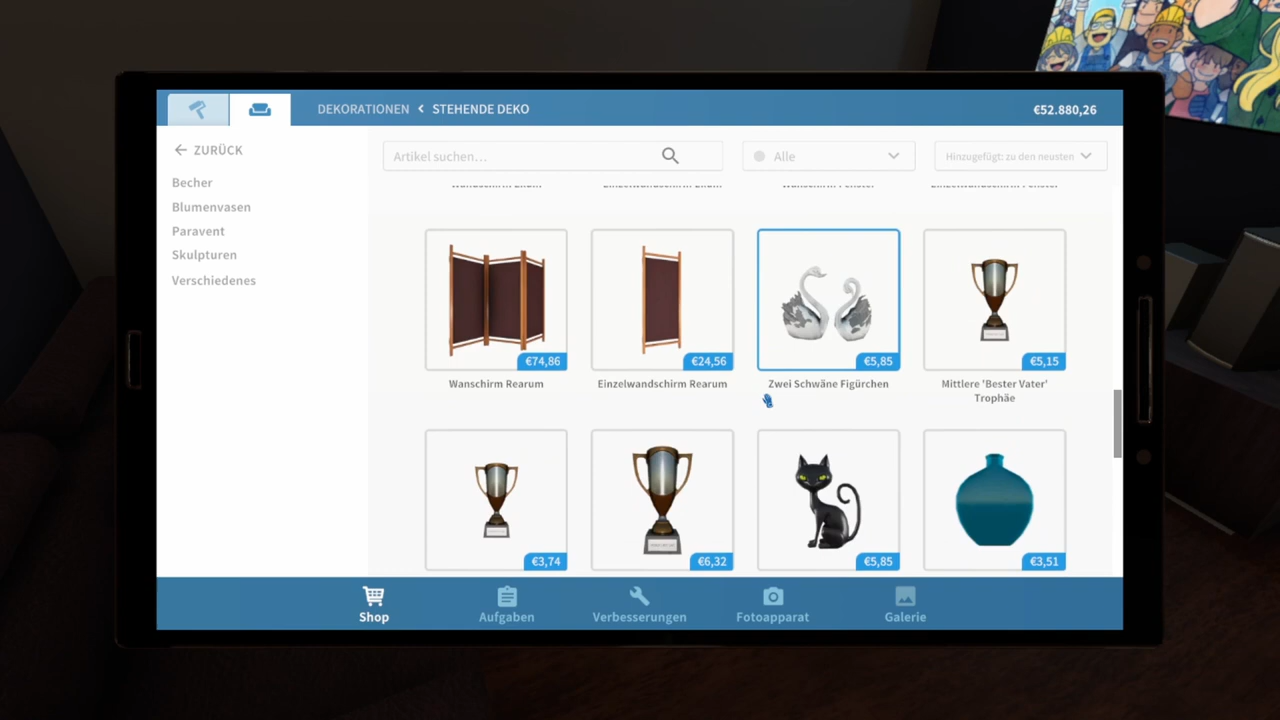 DEKORATIONEN < STEHENDE DEKO
€52.880,26
ZURÜCK
Becher
Blumenvasen
Paravent
Skulpturen
Verschiedenes
Artikel suchen...
Alle
Hinzugefügt: zu den neusten
€74,86
€24,56
€5,85
€5,15
Wanschirm Rearum
Einzelwandschirm Rearum
Zwei Schwäne Figürchen
Mittlere 'Bester Vater'
Trophäe
€3,74
€6,32
€5,85
€3,51
Shop
Aufgaben
Verbesserungen
Fotoapparat
Galerie